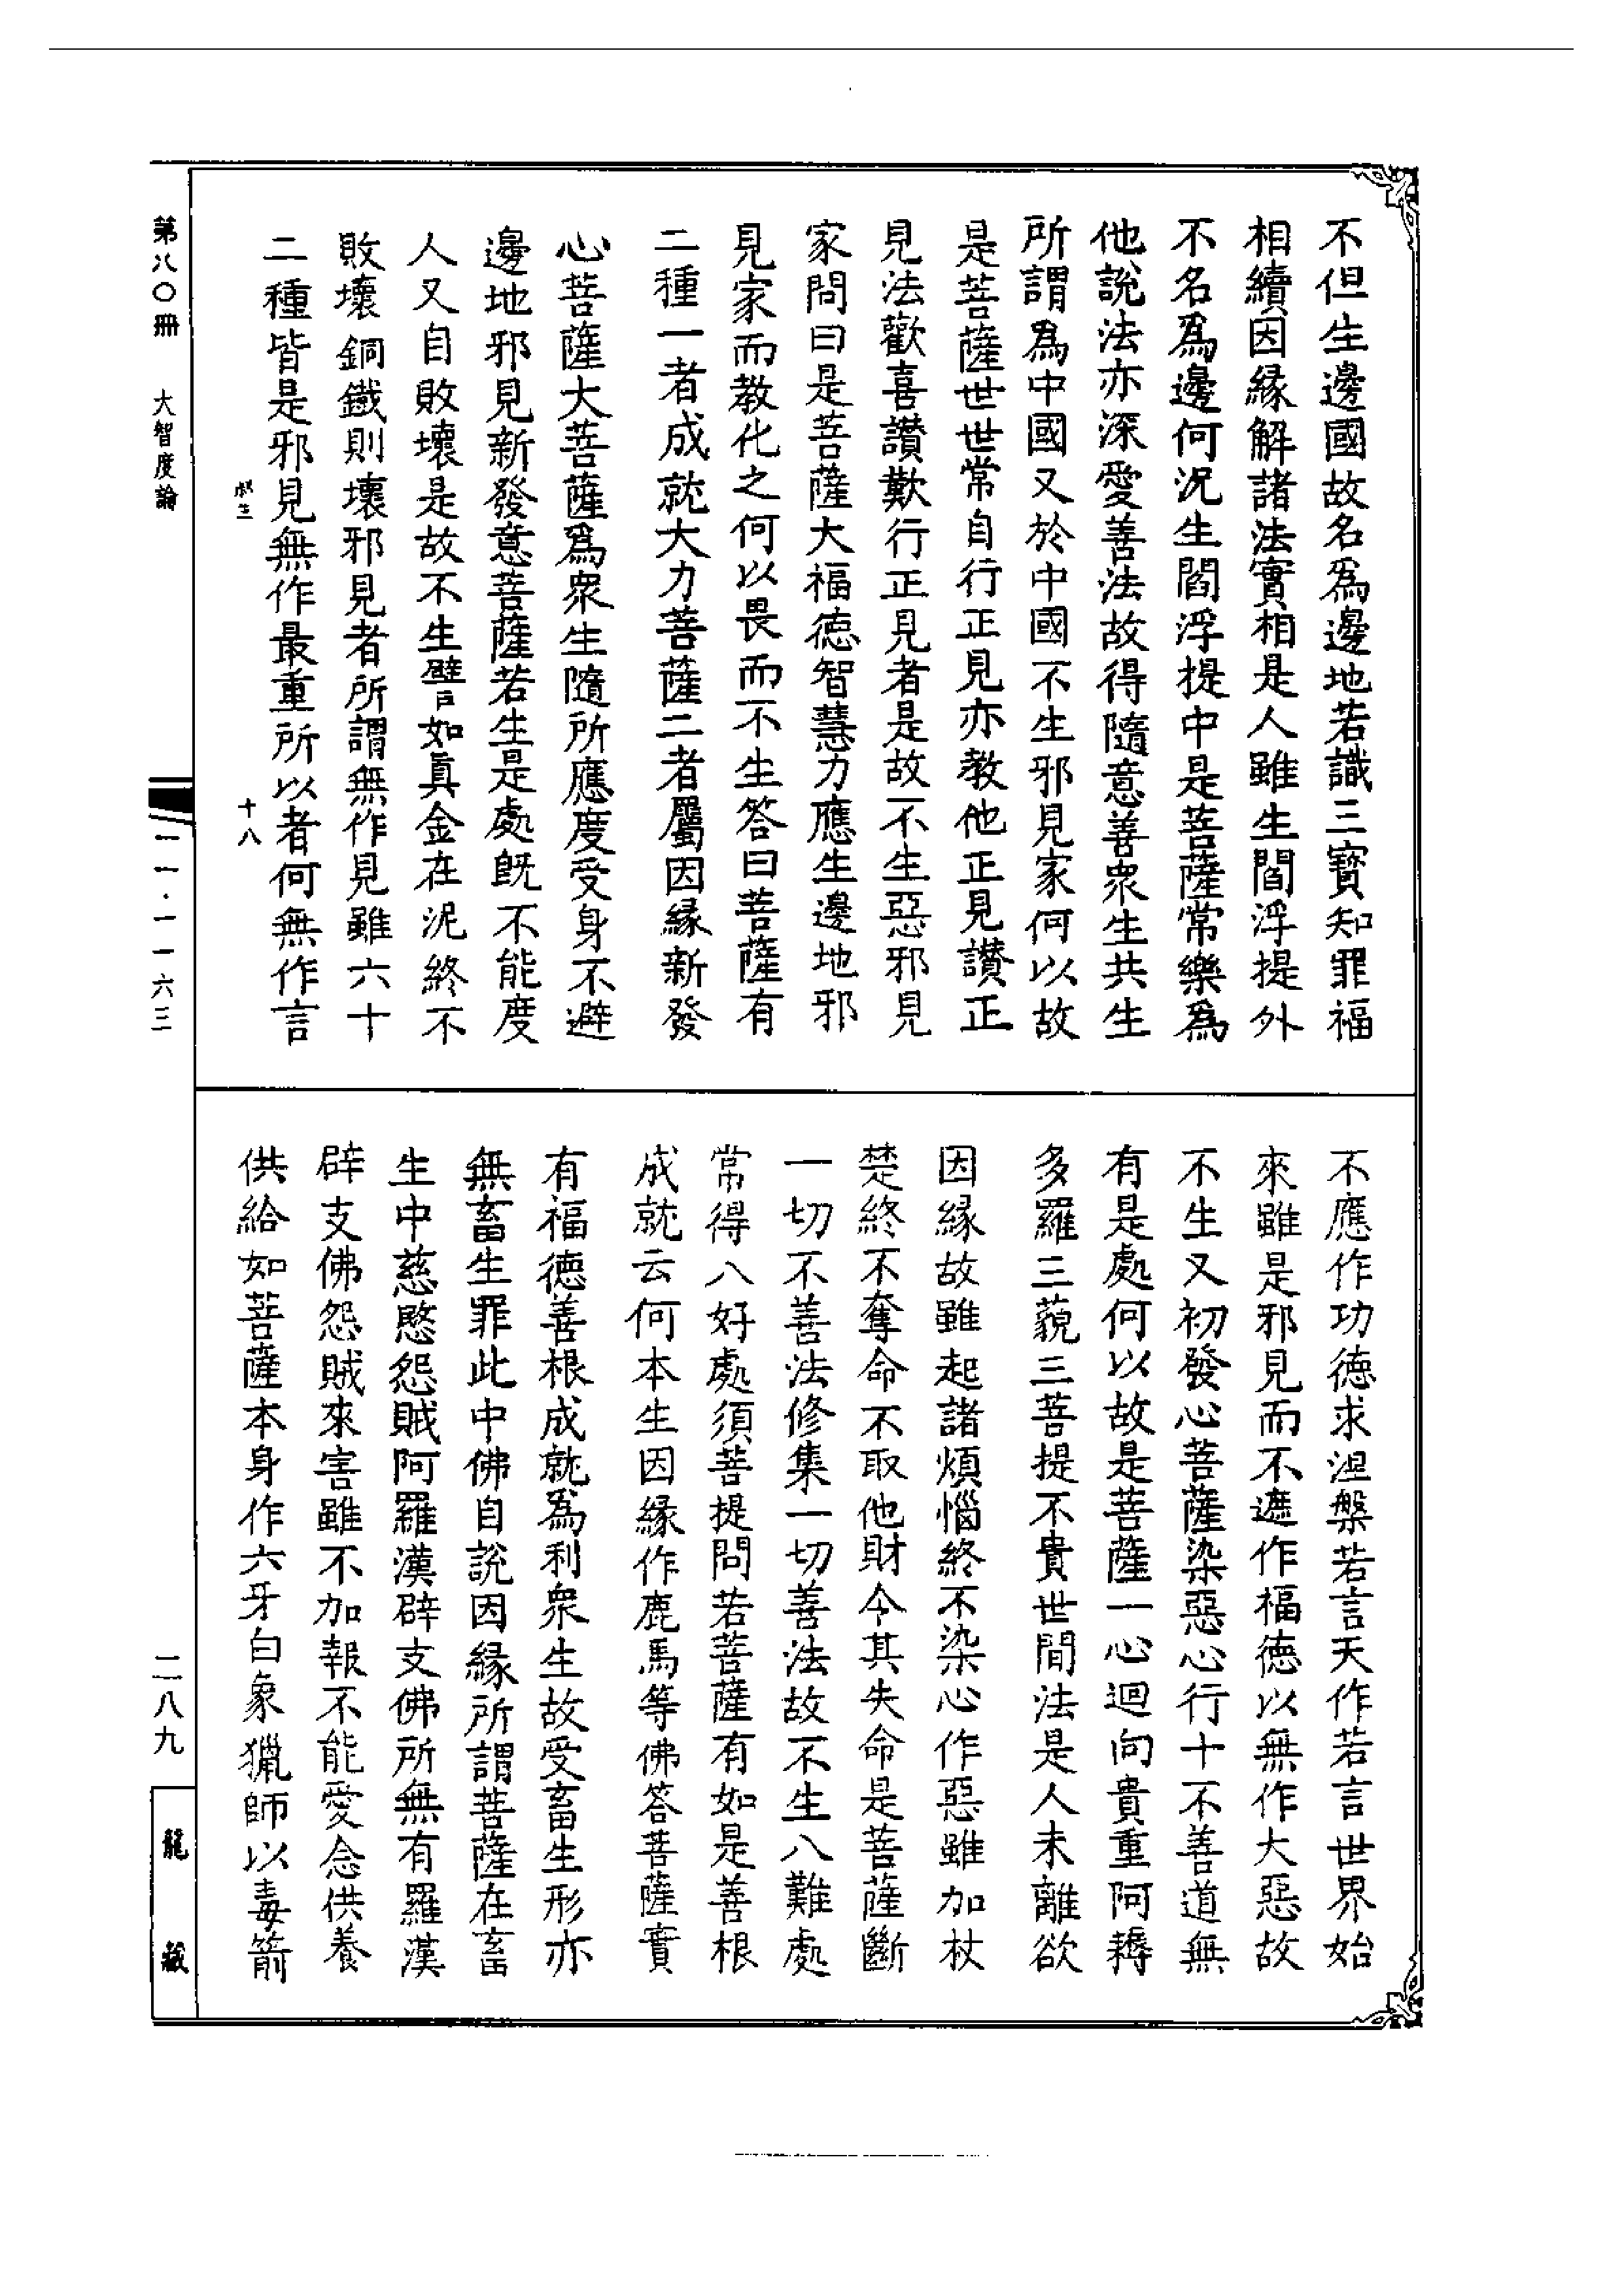 不但生邊國故名爲邊地若識三寶知罪福
相續因緣解諸法實相是人雖生閻浮提外
不名爲邊何況生閻浮提中是菩薩常樂爲
他說法亦深愛善法故得隨意善眾生共生
所謂爲中國又於中國不生邪見家何以故
是菩薩世世常自行正見亦教他正見讚正
見法歡喜讚歎行正見者是故不生惡邪見
家問曰是菩薩大福德智慧力應生邊地邪
見家而教化之何以畏而不生答曰菩薩有
二種一者成就大力菩薩二者屬因緣新發
心菩薩大菩薩爲眾生隨所應度受身不避
邊地邪見新發意菩薩若生是處既不能度
人又自敗壞是故不生譬如真金在泥終不
敗壞銅鐵則壞邪見者所謂無作見雖六十
二種皆是邪見無作最重所以者何無作言
十八
不應作功德求涅槃若言天作若言世界始
來雖是邪見而不遮作福德以無作大惡故
不生又初發心菩薩染惡心行十不善道無
有是處何以故是菩薩一心迴向貴重阿耨
多羅三藐三菩提不貴世間法是人未離欲
因緣故雖起諸煩惱終不染心作惡雖加杖
楚終不奪命不取他財令其失命是菩薩斷
一切不善法修集一切善法故不生八難處
常得八好處須菩提問若菩薩有如是善根
成就云何本生因緣作鹿馬等佛答菩薩實
有福德善根成就爲利眾生故受畜生形亦
無畜生罪此中佛自說因緣所謂菩薩在畜
生中慈愍怨賊阿羅漢辟支佛所無有羅漢
辟支佛怨賊來害雖不加報不能愛念供養
供給如菩薩本身作六牙白象獵師以毒箭
第八〇冊 大智度論
一一·一一六三
二八九
龍藏